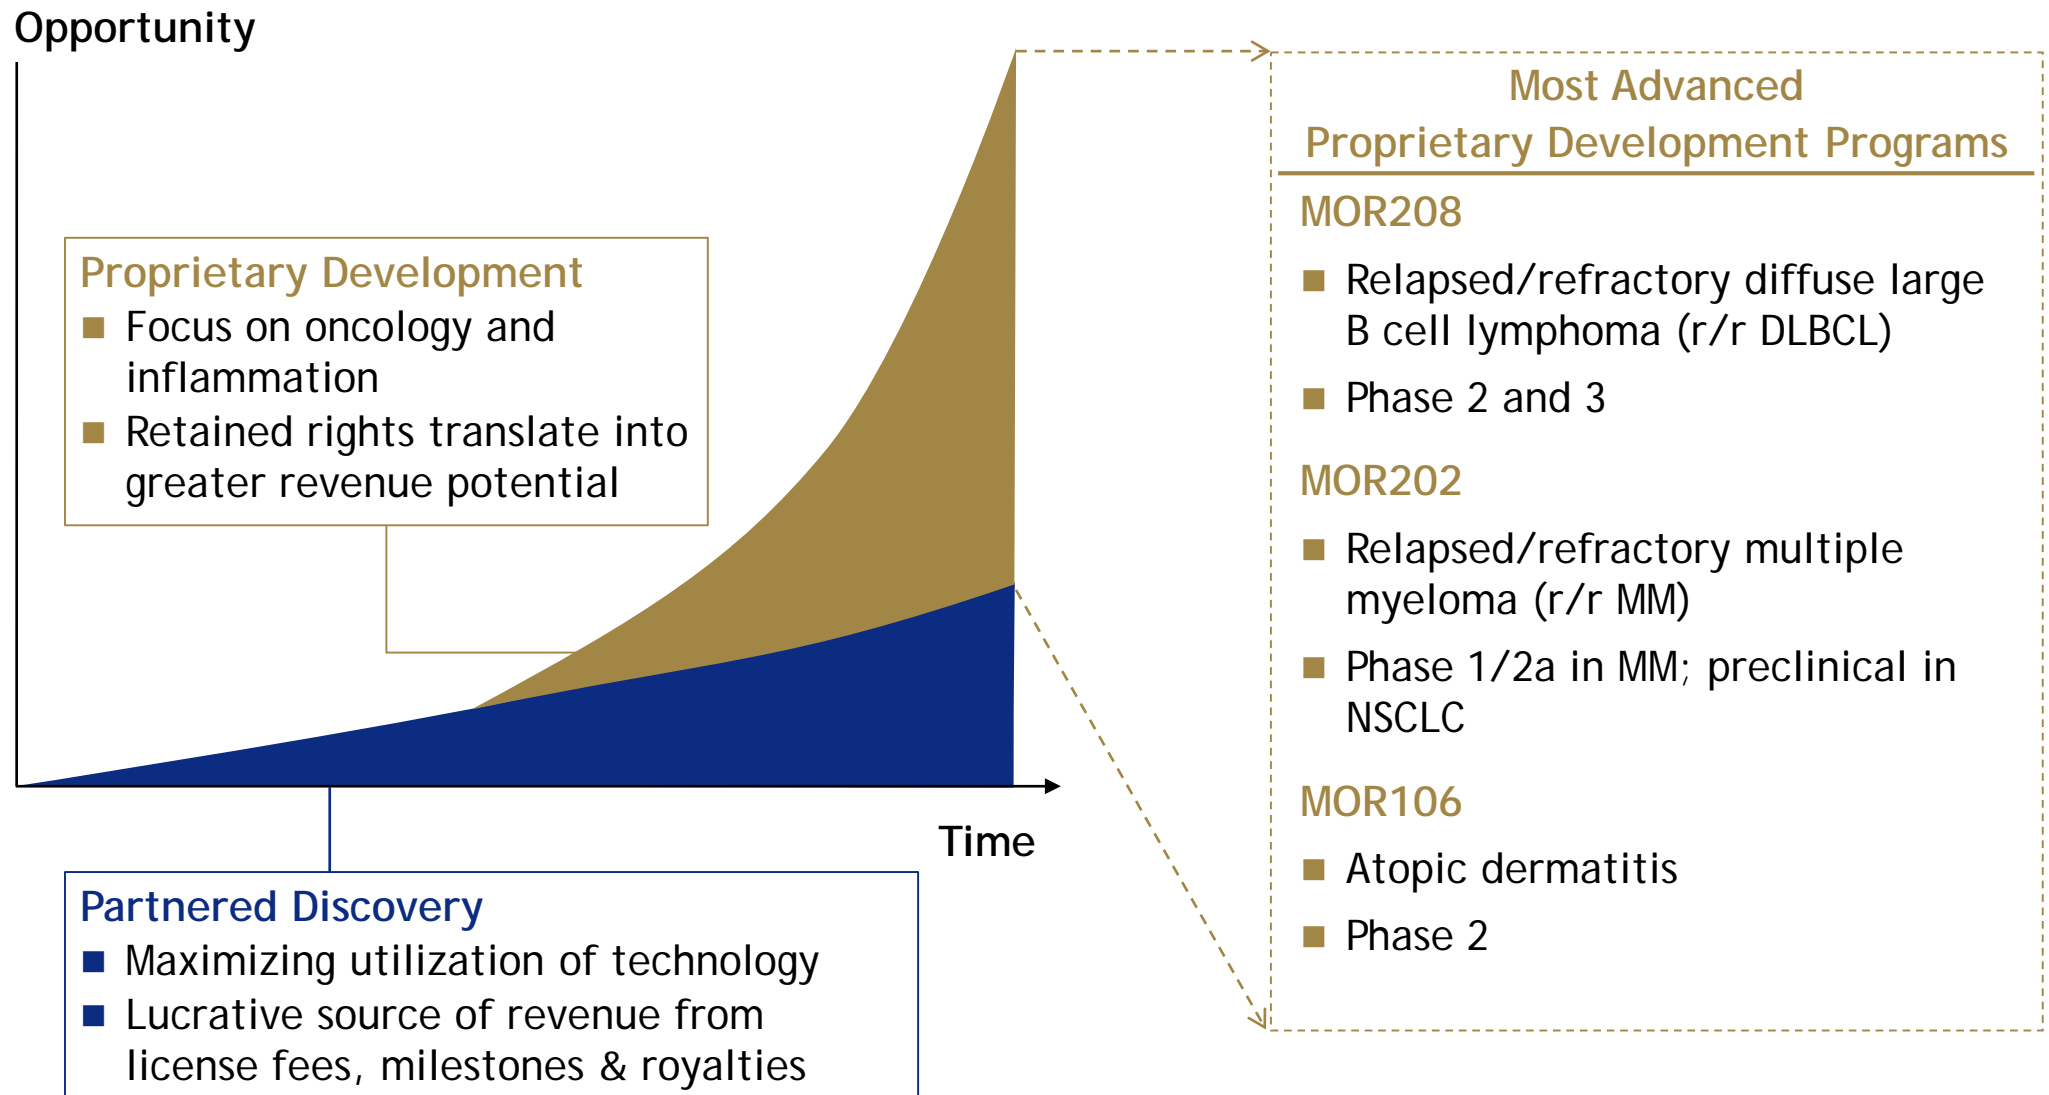 Opportunity
Proprietary Development
Focus on oncology and
inflammation
Retained rights translate into
greater revenue potential
Time
Partnered Discovery
Maximizing utilization of technology
Lucrative source of revenue from
license fees, milestones & royalties
Most Advanced
Proprietary Development Programs
MOR208
Relapsed/refractory diffuse large
B cell lymphoma (r/r DLBCL)
Phase 2 and 3
MOR202
Relapsed/refractory multiple
myeloma (r/r MM)
Phase 1/2a in MM; preclinical in
NSCLC
MOR106
Atopic dermatitis
Phase 2